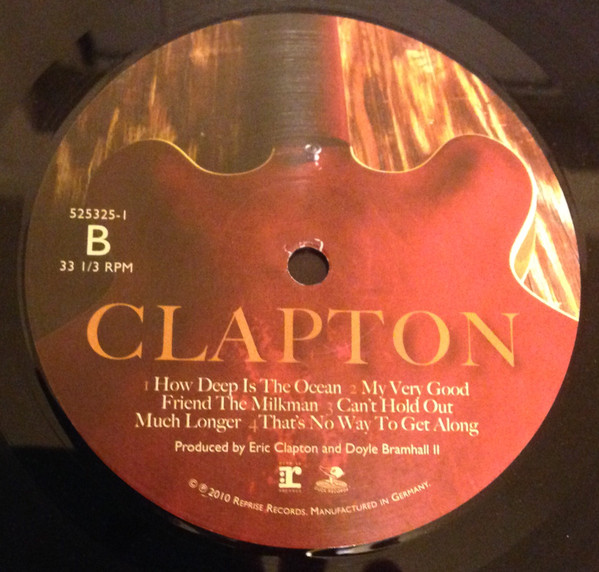 525325-1
B
33 1/3 RPM
CLAPTON
1 How Deep Is The Ocean 2 My Very Good
Friend The Milkman 3 Can't Hold Out
Much Longer 4 That's No Way To Get Along
Produced by Eric Clapton and Doyle Bramhall II
r
© ℗ 2010 Reprise Records. Manufactured in Germany.